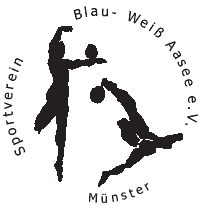 Sportverein
Blau- Weiß Aasee e.V.
Münster